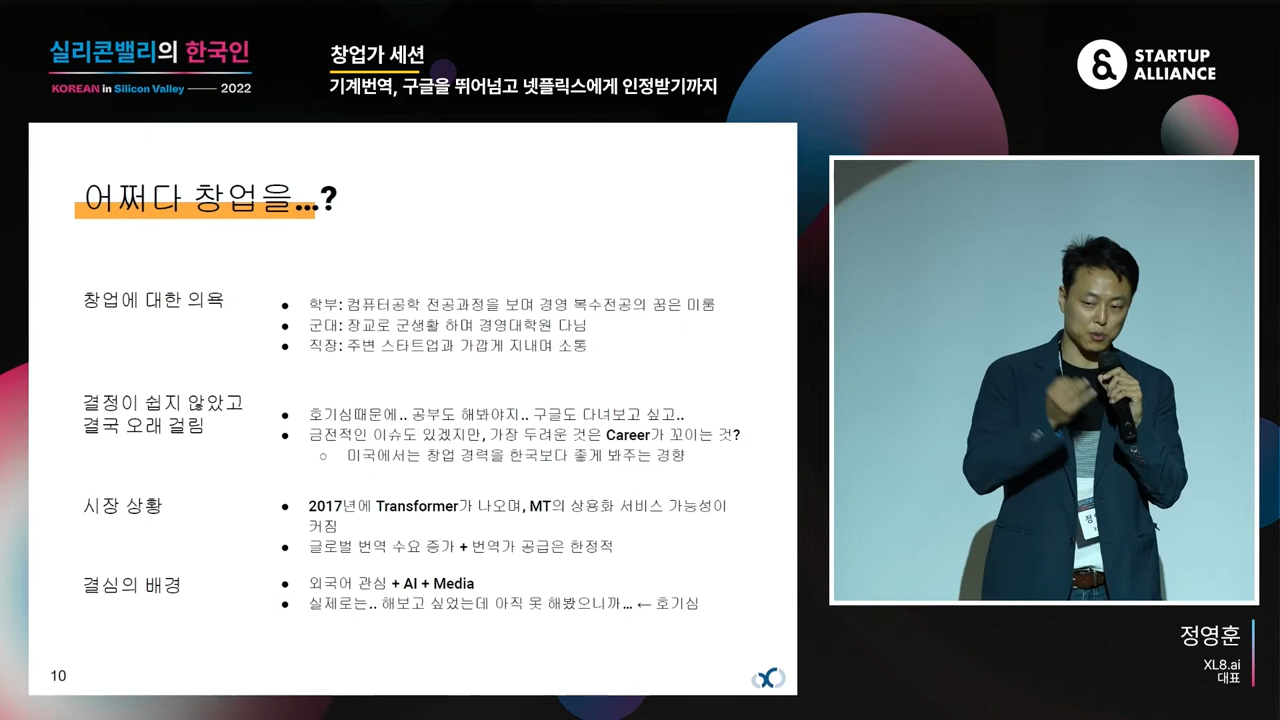 실리콘밸리의 한국인
KOREAN in Silicon Valley 2022
창업가 세션
기계번역, 구글을 뛰어넘고 넷플릭스에게 인정받기까지
STARTUP
ALLIANCE
어쩌다 창업을...?
창업에 대한 의욕
● 학부: 컴퓨터공학 전공과정을 보며 경영 복수전공의 꿈은 미룸
● 군대: 장교로 군생활 하며 경영대학원 다님
● 직장: 주변 스타트업과 가깝게 지내며 소통
결정이 쉽지 않았고
결국 오래 걸림
● 호기심때문에.. 공부도 해봐야지.. 구글도 다녀보고 싶고..
● 금전적인 이슈도 있겠지만, 가장 두려운 것은 Career가 꼬이는 것?
○ 미국에서는 창업 경력을 한국보다 좋게 봐주는 경향
시장 상황
● 2017년에 Transformer가 나오며, MT의 상용화 서비스 가능성이
커짐
● 글로벌 번역 수요 증가 + 번역가 공급은 한정적
결심의 배경
● 외국어 관심 + AI + Media
● 실제로는.. 해보고 싶었는데 아직 못 해봤으니까... ← 호기심
10
정영훈
XL8.ai
대표